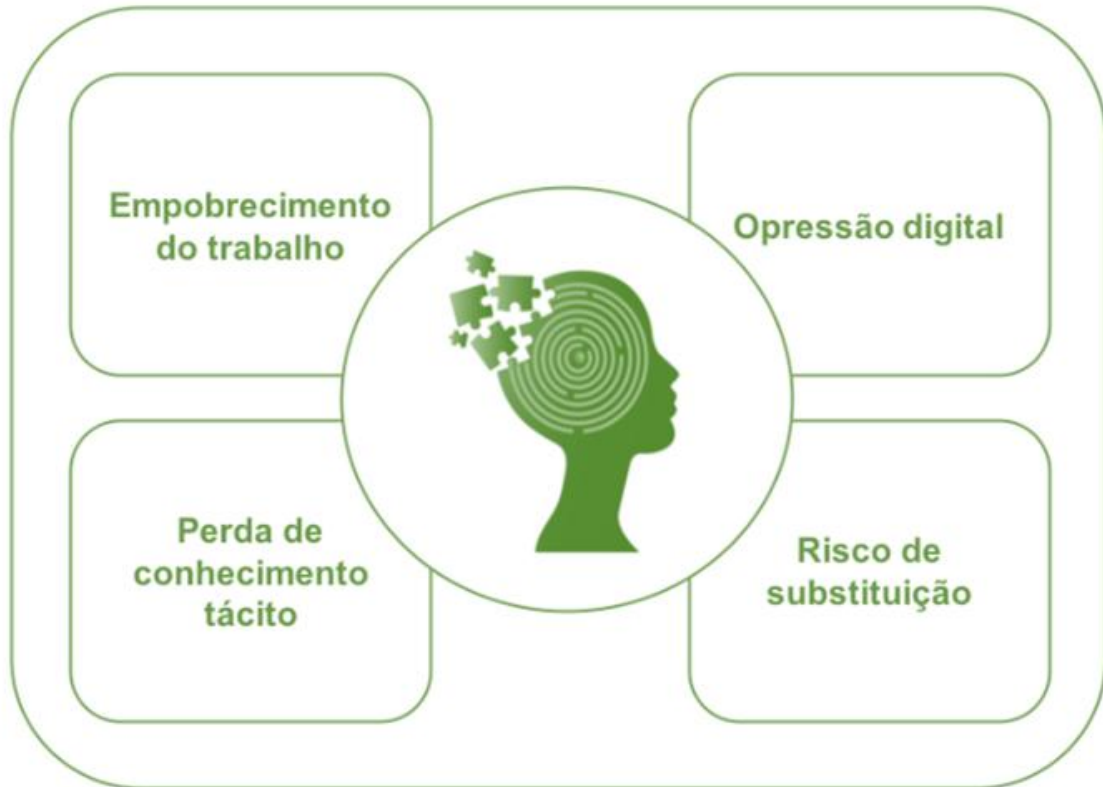 Empobrecimento
do trabalho
Opressão digital
Perda de
conhecimento
tácito
Risco de
substituição